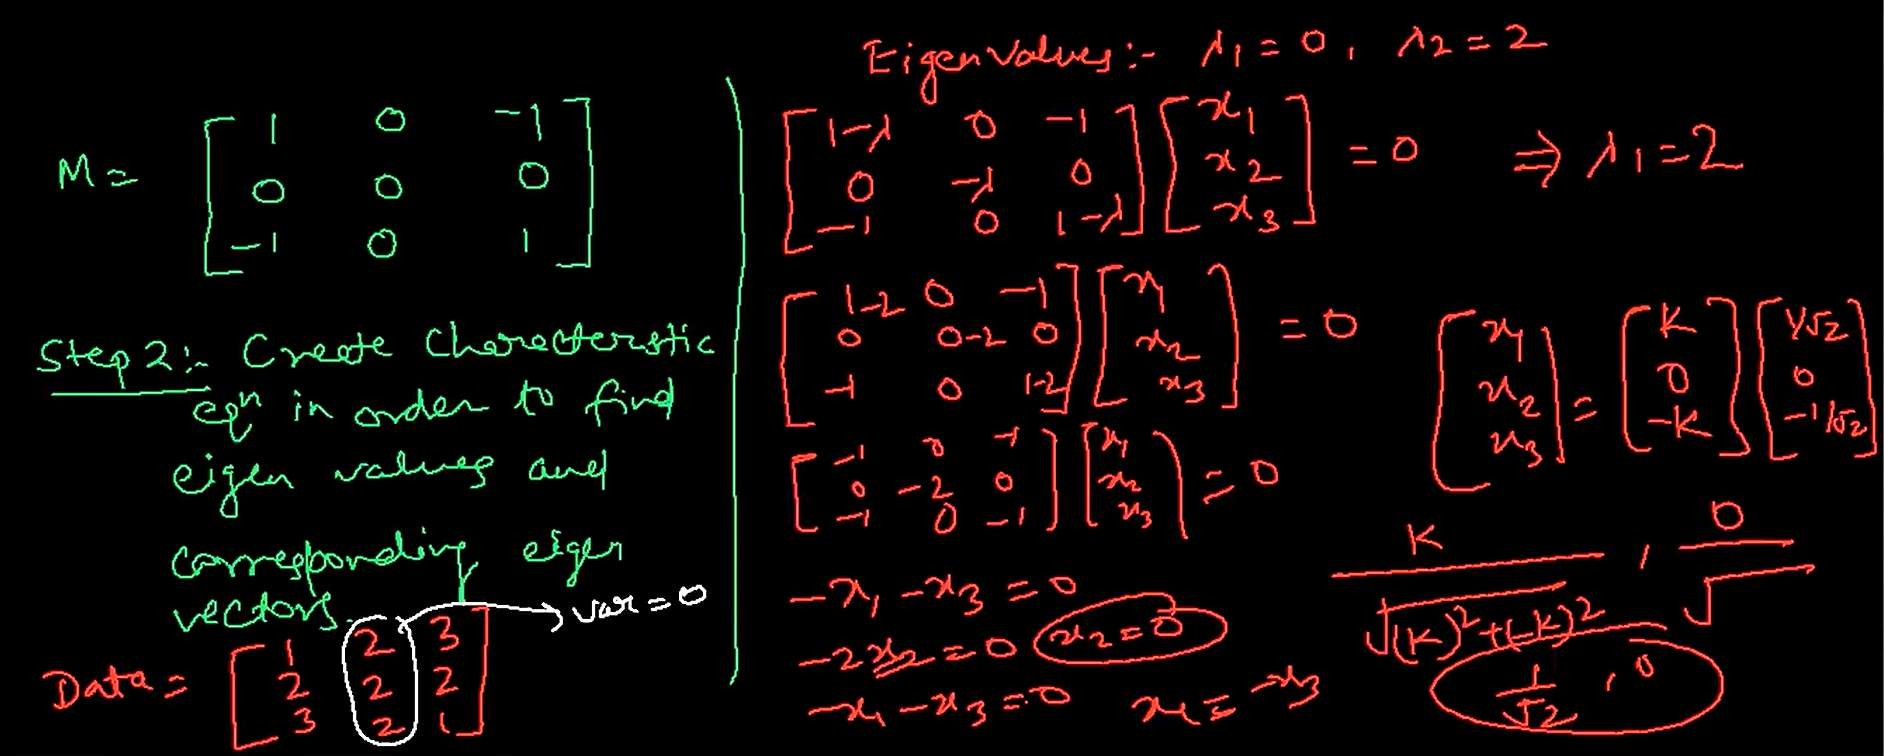 M = [ 1 0 -1
0 0 0
-1 0 1 ]
Step 2:- Create Characterstic
eqn in order to find
eigen values and
corresponding eigen
vectors.
var = 0
Data = [ 1 2 3
2 2 2
3 2 1 ]
Eigen Values:- λ1 = 0, λ2 = 2
[ 1-λ 0 -1 ] [ x1 ]
[ 0 -λ 0 ] [ x2 ] = 0 ⇒ λ1 = 2
[ -1 0 1-λ ] [ x3 ]
[ 1-2 0 -1 ] [ x1 ]
[ 0 0-2 0 ] [ x2 ] = 0
[ -1 0 1-2 ] [ x3 ]
[ -1 0 -1 ] [ x1 ]
[ 0 -2 0 ] [ x2 ] = 0
[ -1 0 -1 ] [ x3 ]
-x1 - x3 = 0
-2x2 = 0 x2 = 0
-x1 - x3 = 0 x1 = -x3
[ x1 ] [ K ] [ 1/√2 ]
[ x2 ] = [ 0 ] [ 0 ]
[ x3 ] [ -K ] [ -1/√2 ]
K / √(K)² + (-K)² , 0 / √
1/√2 , 0